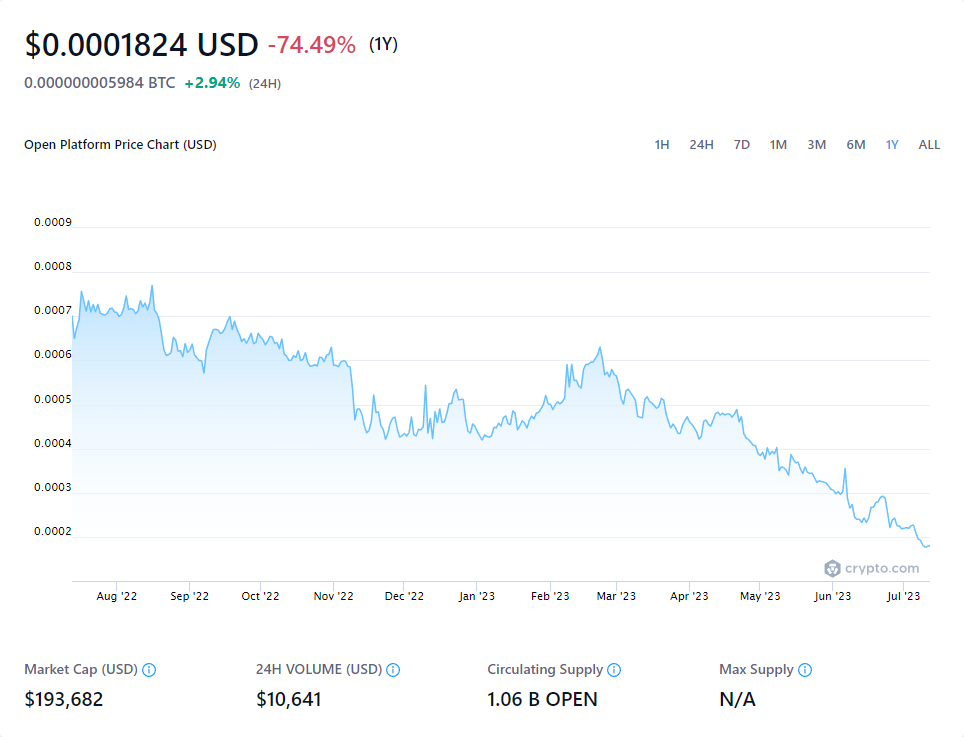 $0.0001824 USD -74.49% (1Y)
0.000000005984 BTC +2.94% (24H)
Open Platform Price Chart (USD) 1H 24H 7D 1M 3M 6M 1Y ALL
0.0009
0.0008
0.0007
0.0006
0.0005
0.0004
0.0003
0.0002
crypto.com
Aug '22 Sep '22 Oct '22 Nov '22 Dec '22 Jan '23 Feb '23 Mar '23 Apr '23 May '23 Jun '23 Jul '23
Market Cap (USD) 24H VOLUME (USD) Circulating Supply Max Supply
$193,682 $10,641 1.06 B OPEN N/A